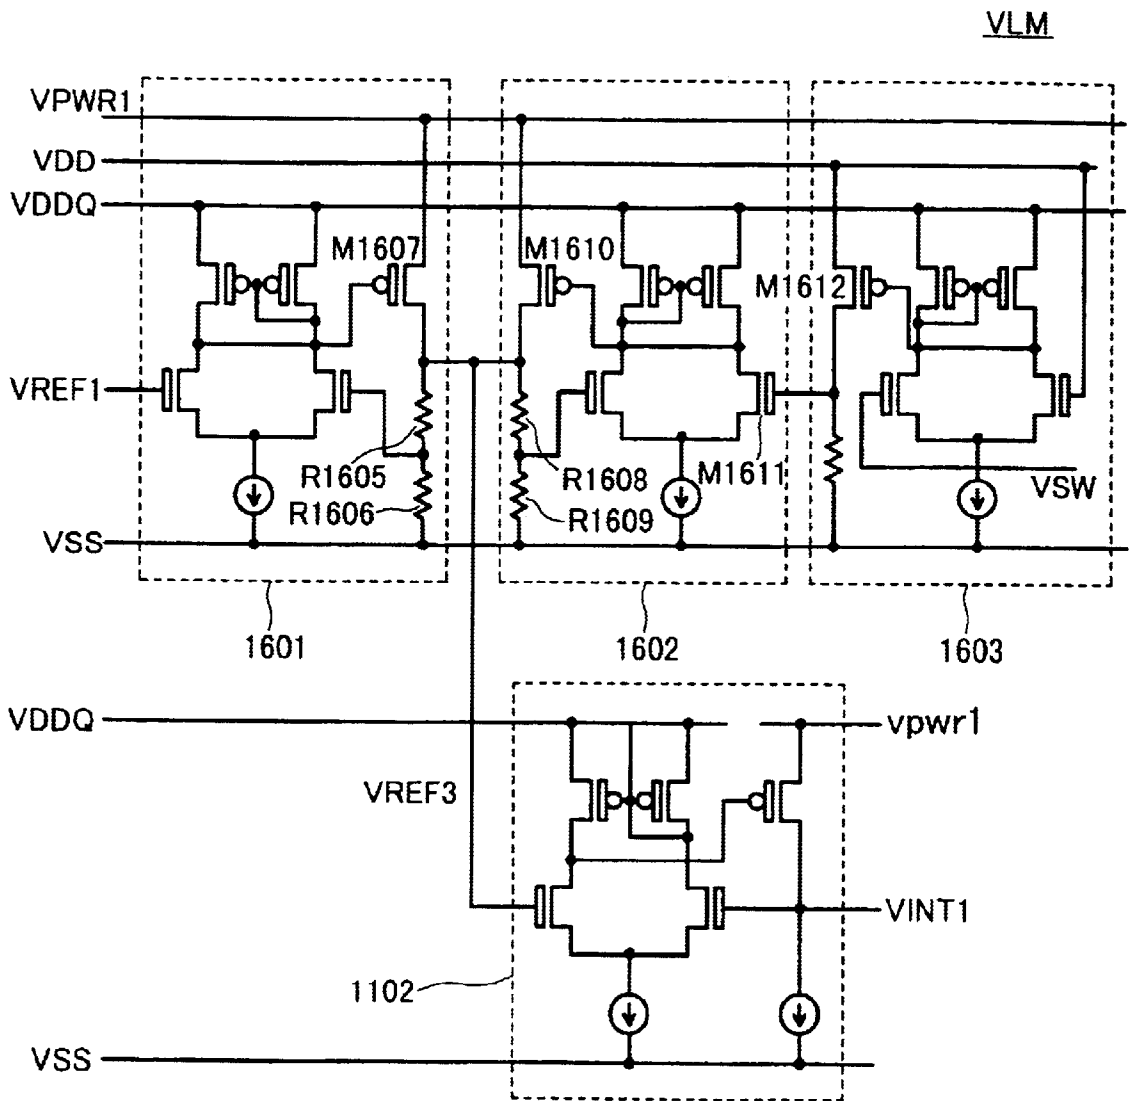 VLM
VPWR1
VDD
VDDQ
M1607
M1610
M1612
VREF1
R1605
R1608
M1611
R1606
R1609
VSW
VSS
1601
1602
1603
VDDQ
vpwr1
VREF3
VINT1
1102
VSS